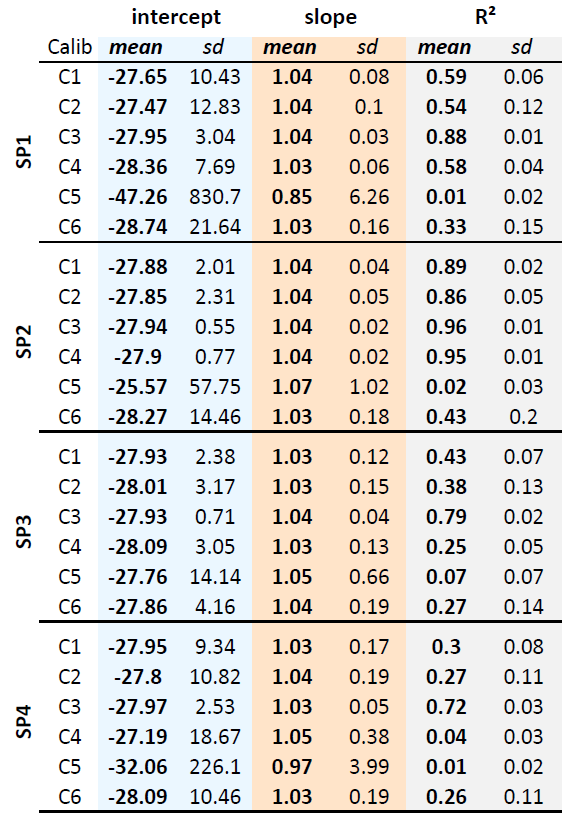 intercept slope R²
Calib mean sd mean sd mean sd
SP1
C1 -27.65 10.43 1.04 0.08 0.59 0.06
C2 -27.47 12.83 1.04 0.1 0.54 0.12
C3 -27.95 3.04 1.04 0.03 0.88 0.01
C4 -28.36 7.69 1.03 0.06 0.58 0.04
C5 -47.26 830.7 0.85 6.26 0.01 0.02
C6 -28.74 21.64 1.03 0.16 0.33 0.15
SP2
C1 -27.88 2.01 1.04 0.04 0.89 0.02
C2 -27.85 2.31 1.04 0.05 0.86 0.05
C3 -27.94 0.55 1.04 0.02 0.96 0.01
C4 -27.9 0.77 1.04 0.02 0.95 0.01
C5 -25.57 57.75 1.07 1.02 0.02 0.03
C6 -28.27 14.46 1.03 0.18 0.43 0.2
SP3
C1 -27.93 2.38 1.03 0.12 0.43 0.07
C2 -28.01 3.17 1.03 0.15 0.38 0.13
C3 -27.93 0.71 1.04 0.04 0.79 0.02
C4 -28.09 3.05 1.03 0.13 0.25 0.05
C5 -27.76 14.14 1.05 0.66 0.07 0.07
C6 -27.86 4.16 1.04 0.19 0.27 0.14
SP4
C1 -27.95 9.34 1.03 0.17 0.3 0.08
C2 -27.8 10.82 1.04 0.19 0.27 0.11
C3 -27.97 2.53 1.03 0.05 0.72 0.03
C4 -27.19 18.67 1.05 0.38 0.04 0.03
C5 -32.06 226.1 0.97 3.99 0.01 0.02
C6 -28.09 10.46 1.03 0.19 0.26 0.11